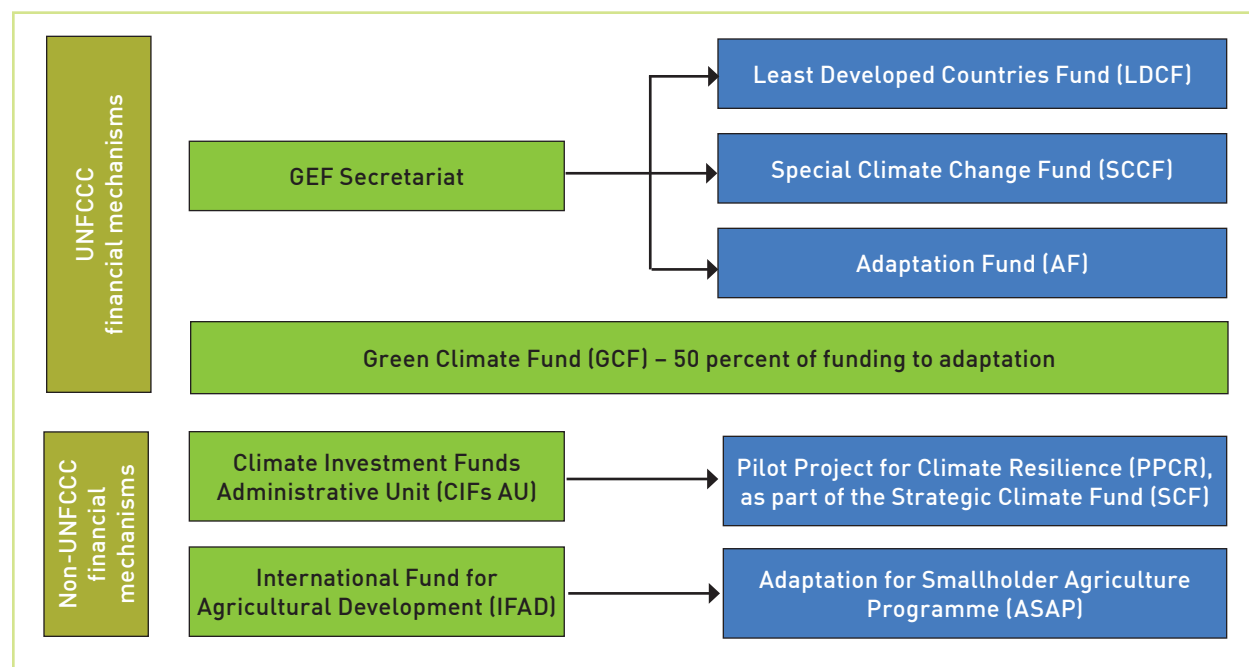 UNFCCC
financial mechanisms
GEF Secretariat
Least Developed Countries Fund (LDCF)
Special Climate Change Fund (SCCF)
Adaptation Fund (AF)
Green Climate Fund (GCF) – 50 percent of funding to adaptation
Non-UNFCCC
financial
mechanisms
Climate Investment Funds
Administrative Unit (CIFs AU)
Pilot Project for Climate Resilience (PPCR),
as part of the Strategic Climate Fund (SCF)
International Fund for
Agricultural Development (IFAD)
Adaptation for Smallholder Agriculture
Programme (ASAP)